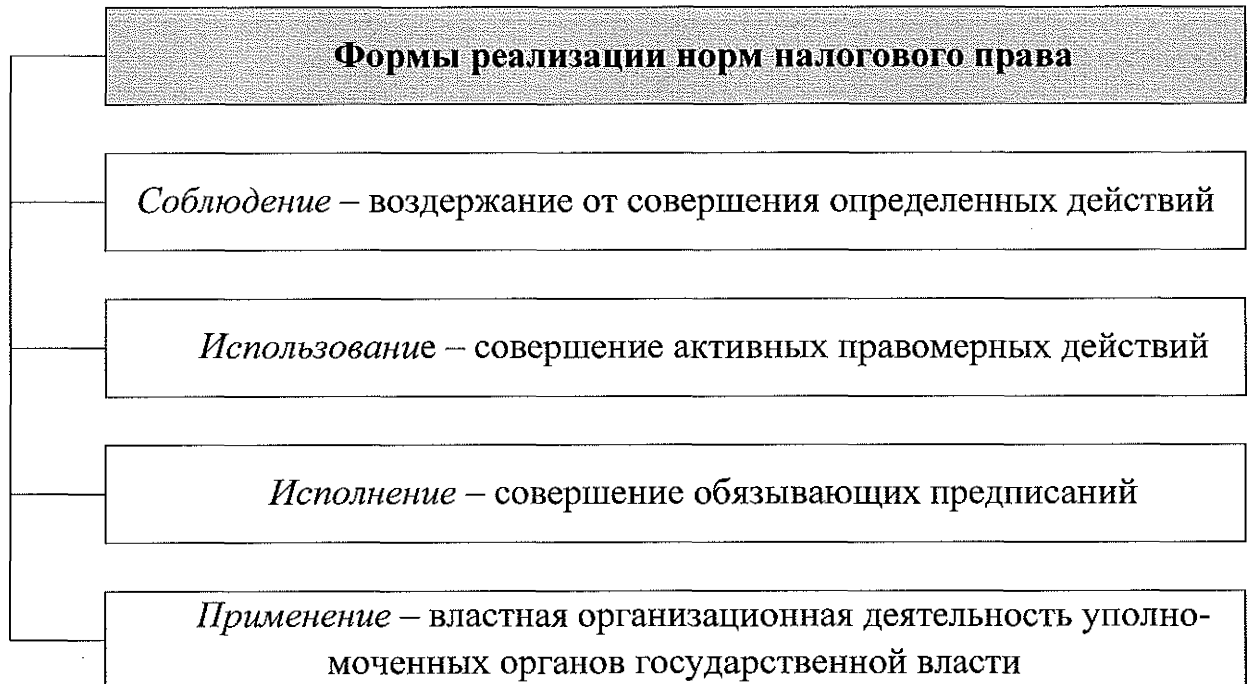 Формы реализации норм налогового права
Соблюдение – воздержание от совершения определенных действий
Использование – совершение активных правомерных действий
Исполнение – совершение обязывающих предписаний
Применение – властная организационная деятельность уполно-
моченных органов государственной власти